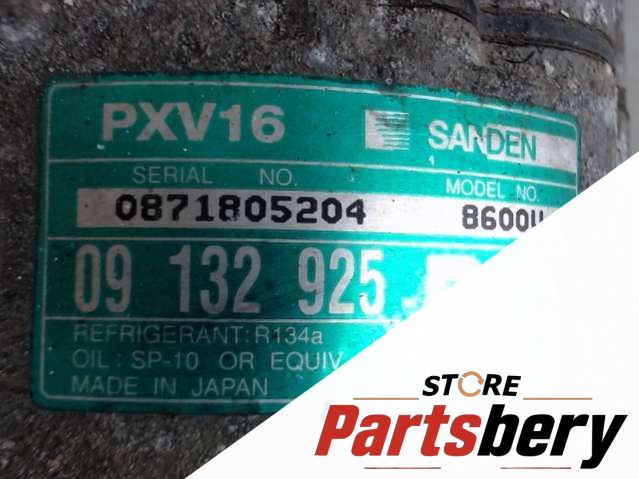 PXV16 SANDEN
SERIAL NO. MODEL NO.
0871805204 8600
09 132 925
REFRIGERANT: R134a
OIL : SP-10 OR EQUIV
MADE IN JAPAN
STORE
Partsbery